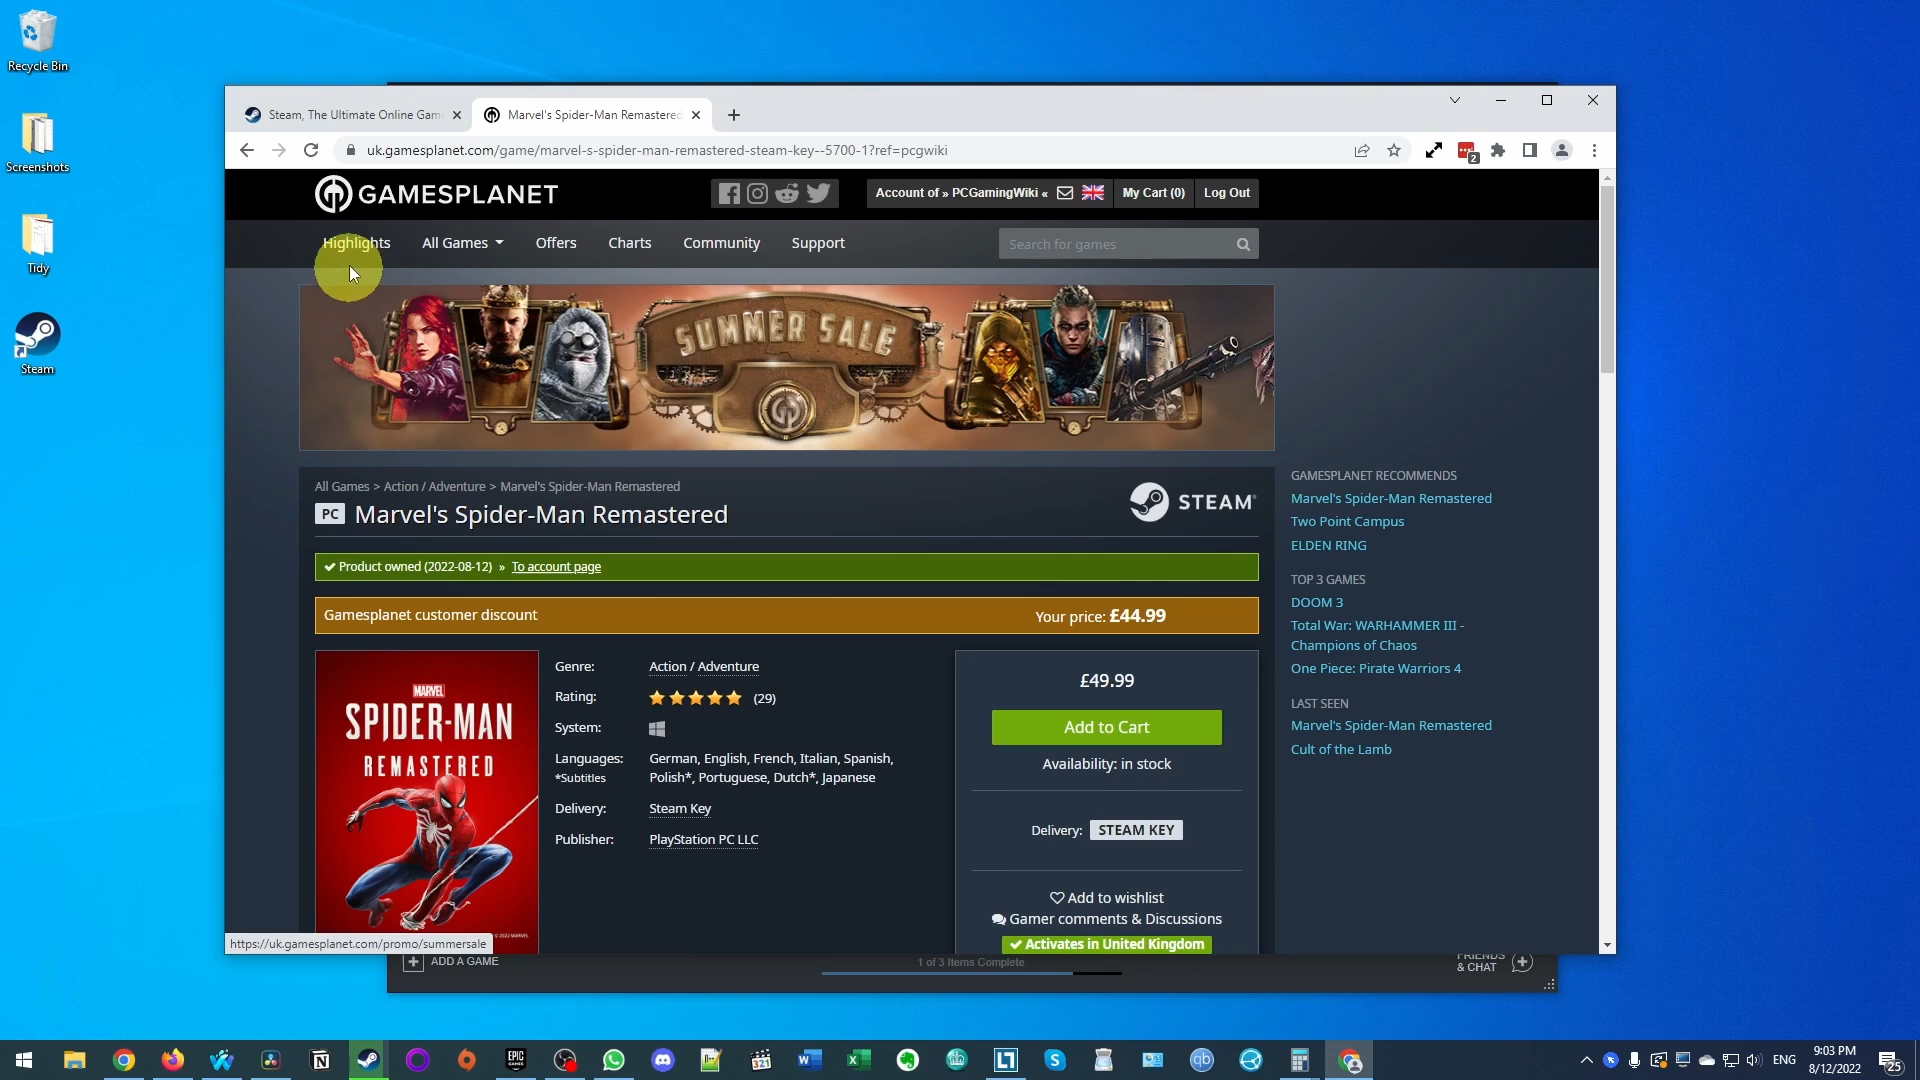 Recycle Bin
Screenshots
Tidy
Steam
Steam, The Ultimate Online Gam
Marvel's Spider-Man Remastered
uk.gamesplanet.com/game/marvel-s-spider-man-remastered-steam-key--5700-1?ref=pcgwiki
2
GAMESPLANET
Account of » PCGamingWiki «
My Cart (0)
Log Out
Highlights
All Games
Offers
Charts
Community
Support
Search for games
SUMMER SALE
All Games > Action / Adventure > Marvel's Spider-Man Remastered
PC Marvel's Spider-Man Remastered
STEAM
Product owned (2022-08-12) » To account page
Gamesplanet customer discount
Your price: £44.99
MARVEL
SPIDER-MAN
REMASTERED
© 2022 MARVEL
Genre: Action / Adventure
Rating: (29)
System:
Languages: German, English, French, Italian, Spanish,
*Subtitles Polish*, Portuguese, Dutch*, Japanese
Delivery: Steam Key
Publisher: PlayStation PC LLC
£49.99
Add to Cart
Availability: in stock
Delivery: STEAM KEY
Add to wishlist
Gamer comments & Discussions
Activates in United Kingdom
GAMESPLANET RECOMMENDS
Marvel's Spider-Man Remastered
Two Point Campus
ELDEN RING
TOP 3 GAMES
DOOM 3
Total War: WARHAMMER III -
Champions of Chaos
One Piece: Pirate Warriors 4
LAST SEEN
Marvel's Spider-Man Remastered
Cult of the Lamb
https://uk.gamesplanet.com/promo/summersale
ADD A GAME
1 of 3 Items Complete
FRIENDS
& CHAT
EPIC
GAMES
321
qb
ENG
9:03 PM
8/12/2022
25